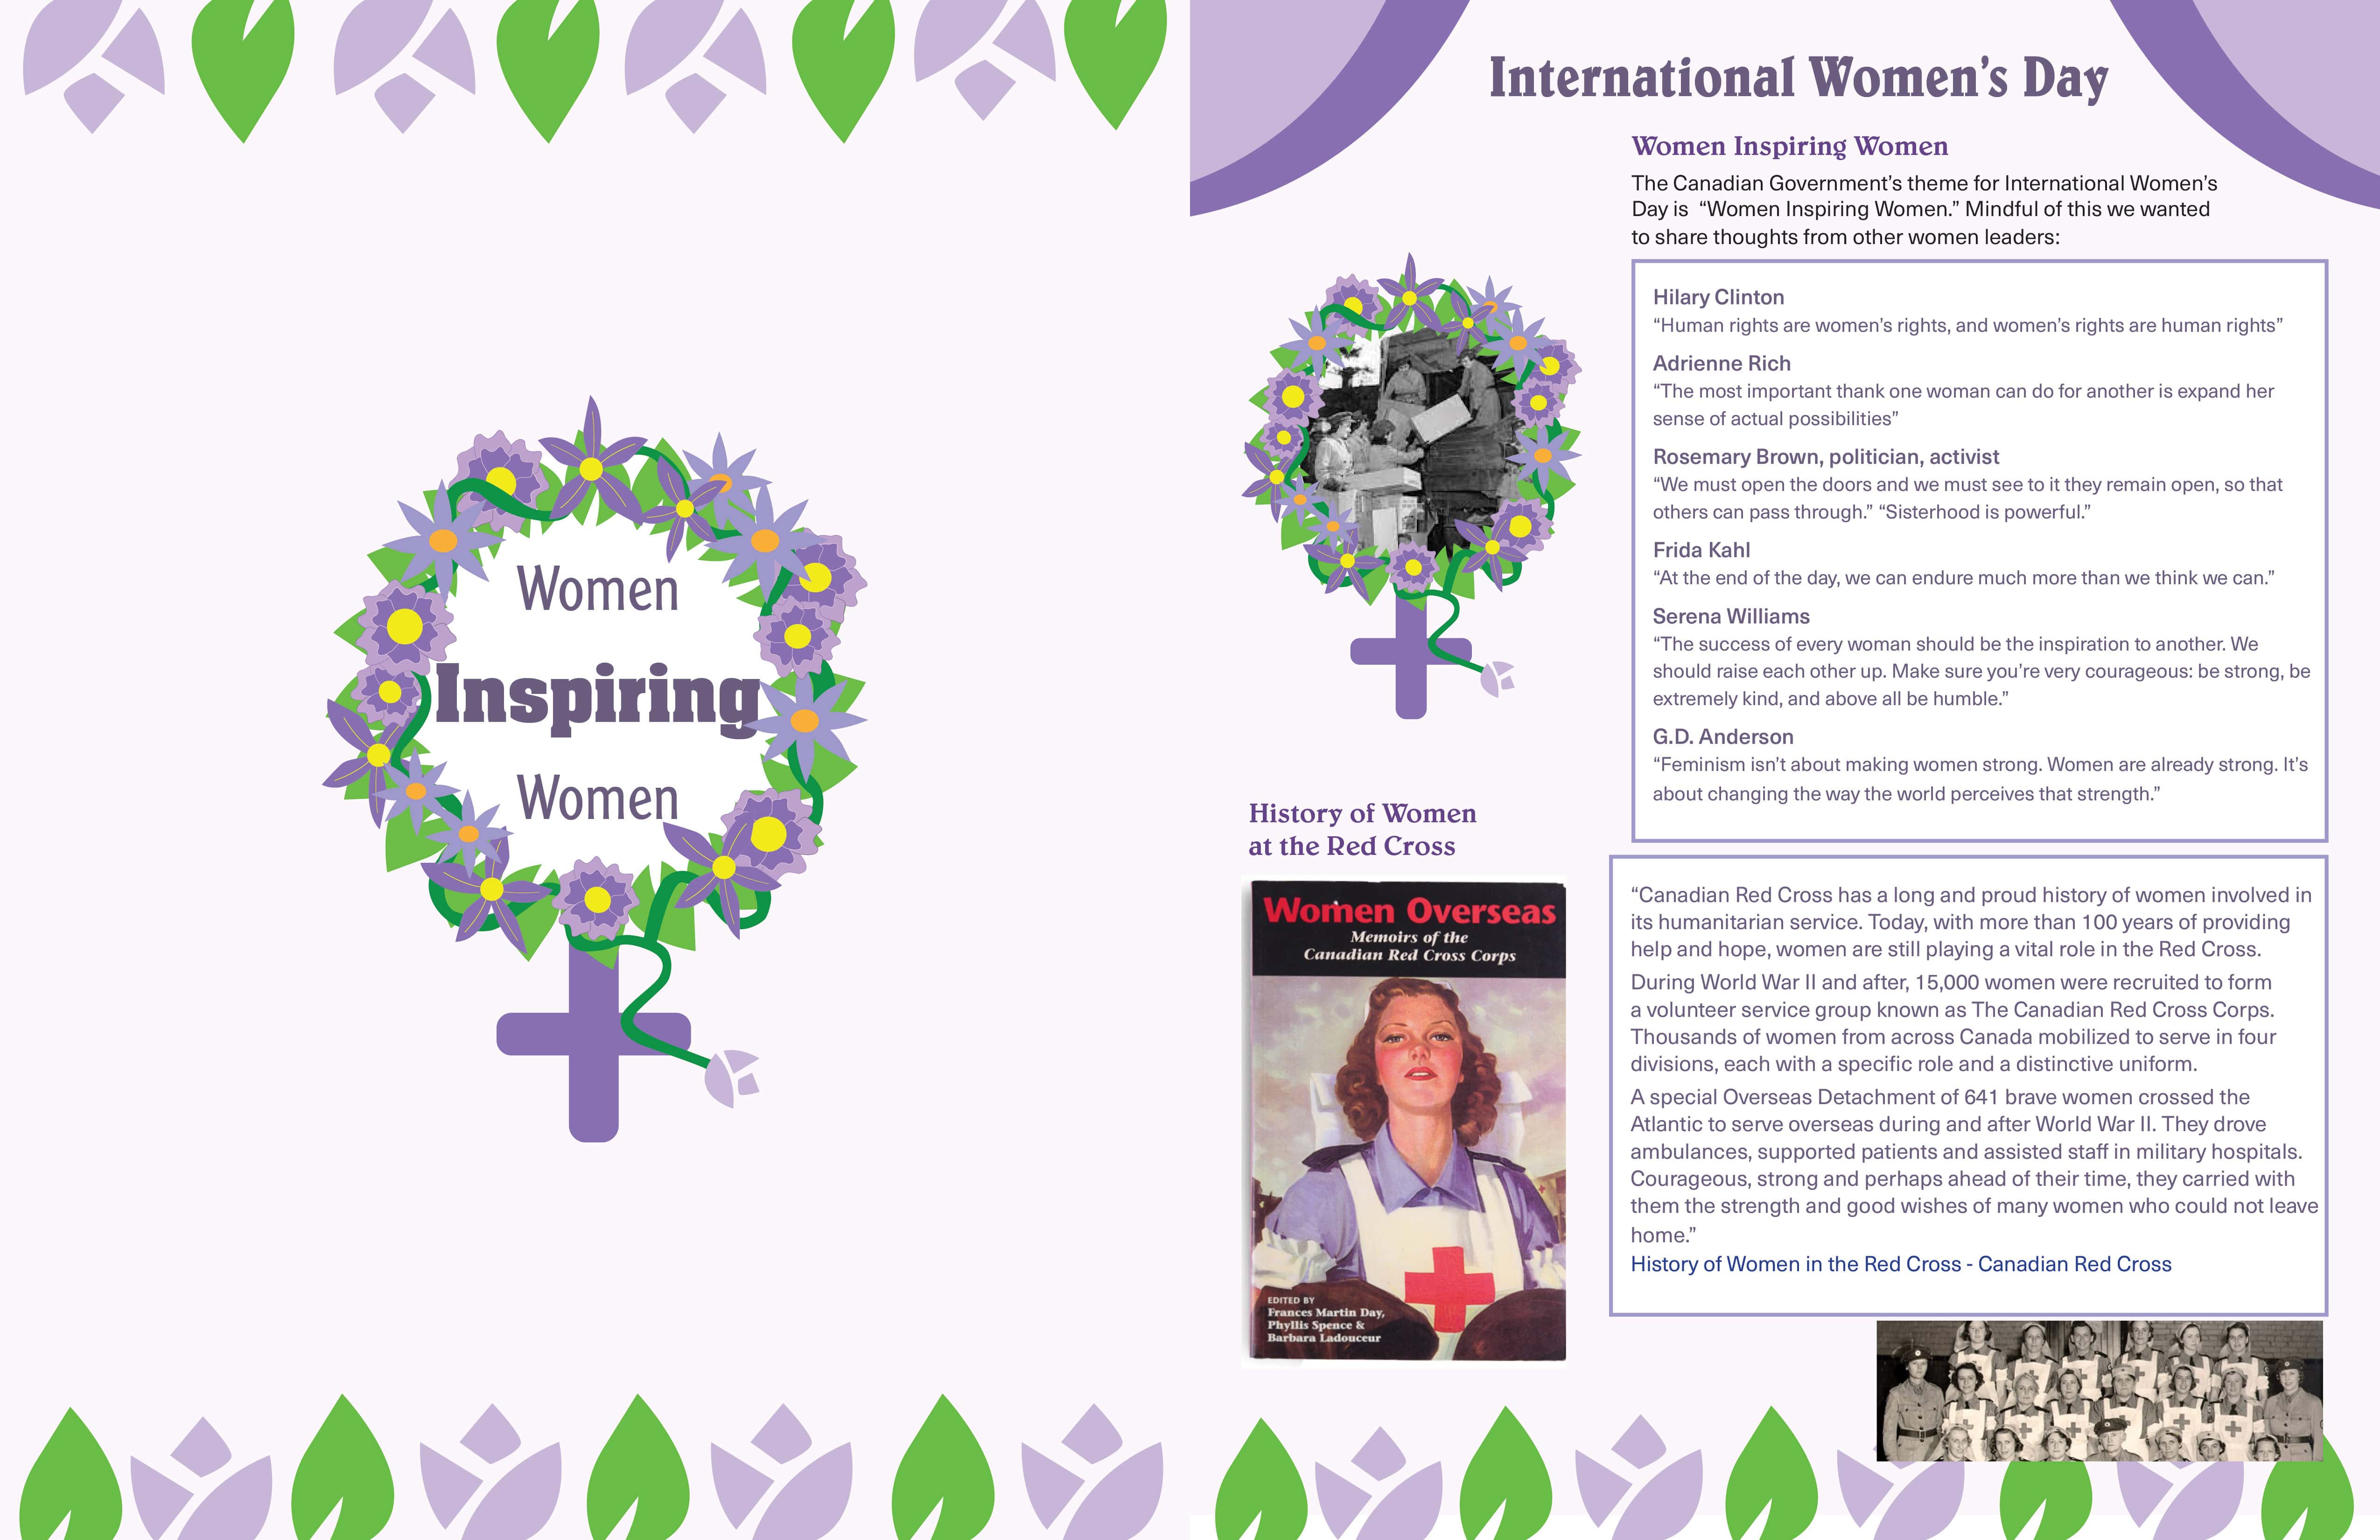 Women
Inspiring
Women
International Women’s Day
Women Inspiring Women
The Canadian Government’s theme for International Women’s
Day is “Women Inspiring Women.” Mindful of this we wanted
to share thoughts from other women leaders:
Hilary Clinton
“Human rights are women’s rights, and women’s rights are human rights”
Adrienne Rich
“The most important thank one woman can do for another is expand her
sense of actual possibilities”
Rosemary Brown, politician, activist
“We must open the doors and we must see to it they remain open, so that
others can pass through.” “Sisterhood is powerful.”
Frida Kahl
“At the end of the day, we can endure much more than we think we can.”
Serena Williams
“The success of every woman should be the inspiration to another. We
should raise each other up. Make sure you’re very courageous: be strong, be
extremely kind, and above all be humble.”
G.D. Anderson
“Feminism isn’t about making women strong. Women are already strong. It’s
about changing the way the world perceives that strength.”
History of Women
at the Red Cross
Women Overseas
Memoirs of the
Canadian Red Cross Corps
EDITED BY
Frances Martin Day,
Phyllis Spence &
Barbara Ladouceur
“Canadian Red Cross has a long and proud history of women involved in
its humanitarian service. Today, with more than 100 years of providing
help and hope, women are still playing a vital role in the Red Cross.
During World War II and after, 15,000 women were recruited to form
a volunteer service group known as The Canadian Red Cross Corps.
Thousands of women from across Canada mobilized to serve in four
divisions, each with a specific role and a distinctive uniform.
A special Overseas Detachment of 641 brave women crossed the
Atlantic to serve overseas during and after World War II. They drove
ambulances, supported patients and assisted staff in military hospitals.
Courageous, strong and perhaps ahead of their time, they carried with
them the strength and good wishes of many women who could not leave
home.”
History of Women in the Red Cross - Canadian Red Cross